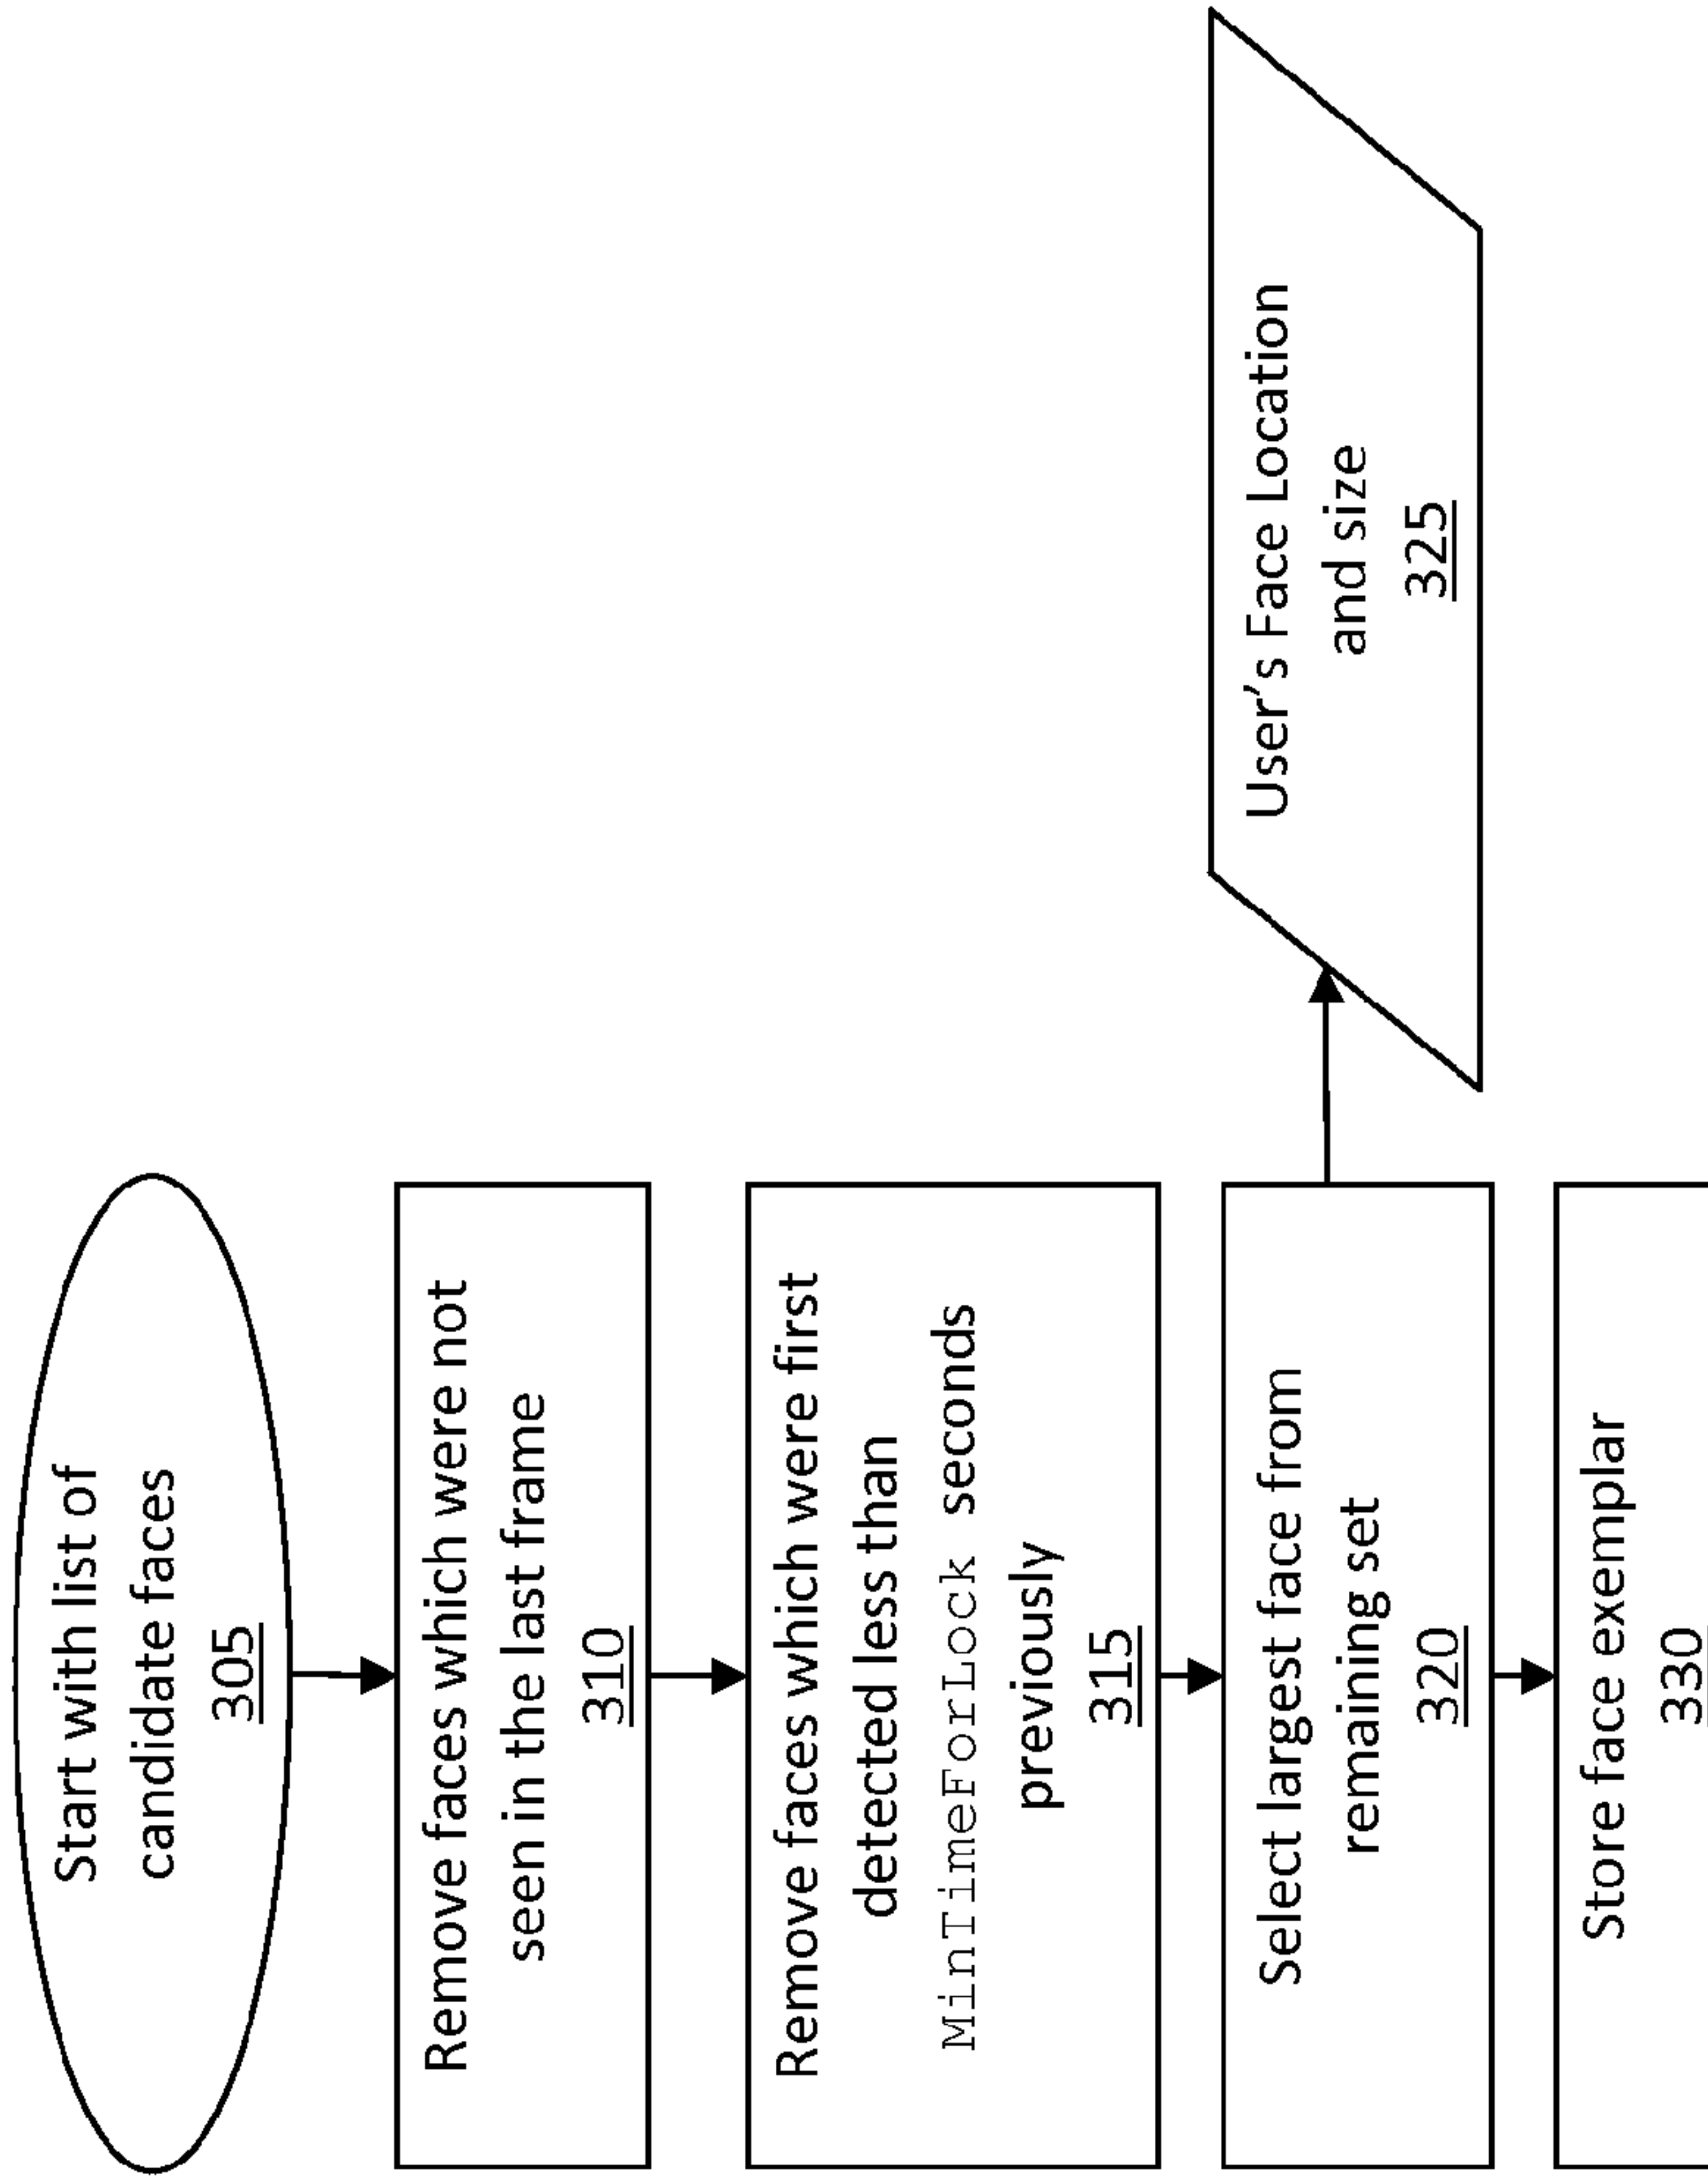 Start with list of
candidate faces
305
Remove faces which were not
seen in the last frame
310
Remove faces which were first
detected less than
MinTimeForLock seconds
previously
315
Select largest face from
remaining set
320
User's Face Location
and size
325
Store face exemplar
330